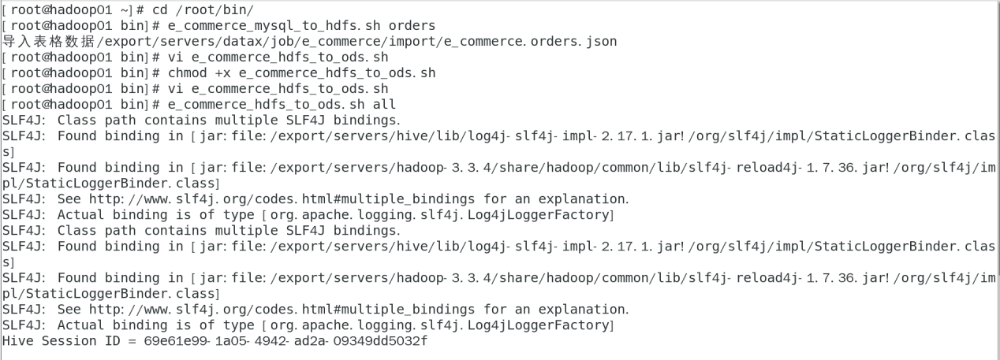 [root@hadoop01 ~]# cd /root/bin/
[root@hadoop01 bin]# e_commerce_mysql_to_hdfs.sh orders
导入表格数据/export/servers/datax/job/e_commerce/import/e_commerce.orders.json
[root@hadoop01 bin]# vi e_commerce_hdfs_to_ods.sh
[root@hadoop01 bin]# chmod +x e_commerce_hdfs_to_ods.sh
[root@hadoop01 bin]# vi e_commerce_hdfs_to_ods.sh
[root@hadoop01 bin]# e_commerce_hdfs_to_ods.sh all
SLF4J: Class path contains multiple SLF4J bindings.
SLF4J: Found binding in [jar:file:/export/servers/hive/lib/log4j-slf4j-impl-2.17.1.jar!/org/slf4j/impl/StaticLoggerBinder.clas
s]
SLF4J: Found binding in [jar:file:/export/servers/hadoop-3.3.4/share/hadoop/common/lib/slf4j-reload4j-1.7.36.jar!/org/slf4j/im
pl/StaticLoggerBinder.class]
SLF4J: See http://www.slf4j.org/codes.html#multiple_bindings for an explanation.
SLF4J: Actual binding is of type [org.apache.logging.slf4j.Log4jLoggerFactory]
SLF4J: Class path contains multiple SLF4J bindings.
SLF4J: Found binding in [jar:file:/export/servers/hive/lib/log4j-slf4j-impl-2.17.1.jar!/org/slf4j/impl/StaticLoggerBinder.clas
s]
SLF4J: Found binding in [jar:file:/export/servers/hadoop-3.3.4/share/hadoop/common/lib/slf4j-reload4j-1.7.36.jar!/org/slf4j/im
pl/StaticLoggerBinder.class]
SLF4J: See http://www.slf4j.org/codes.html#multiple_bindings for an explanation.
SLF4J: Actual binding is of type [org.apache.logging.slf4j.Log4jLoggerFactory]
Hive Session ID = 69e61e99-1a05-4942-ad2a-09349dd5032f